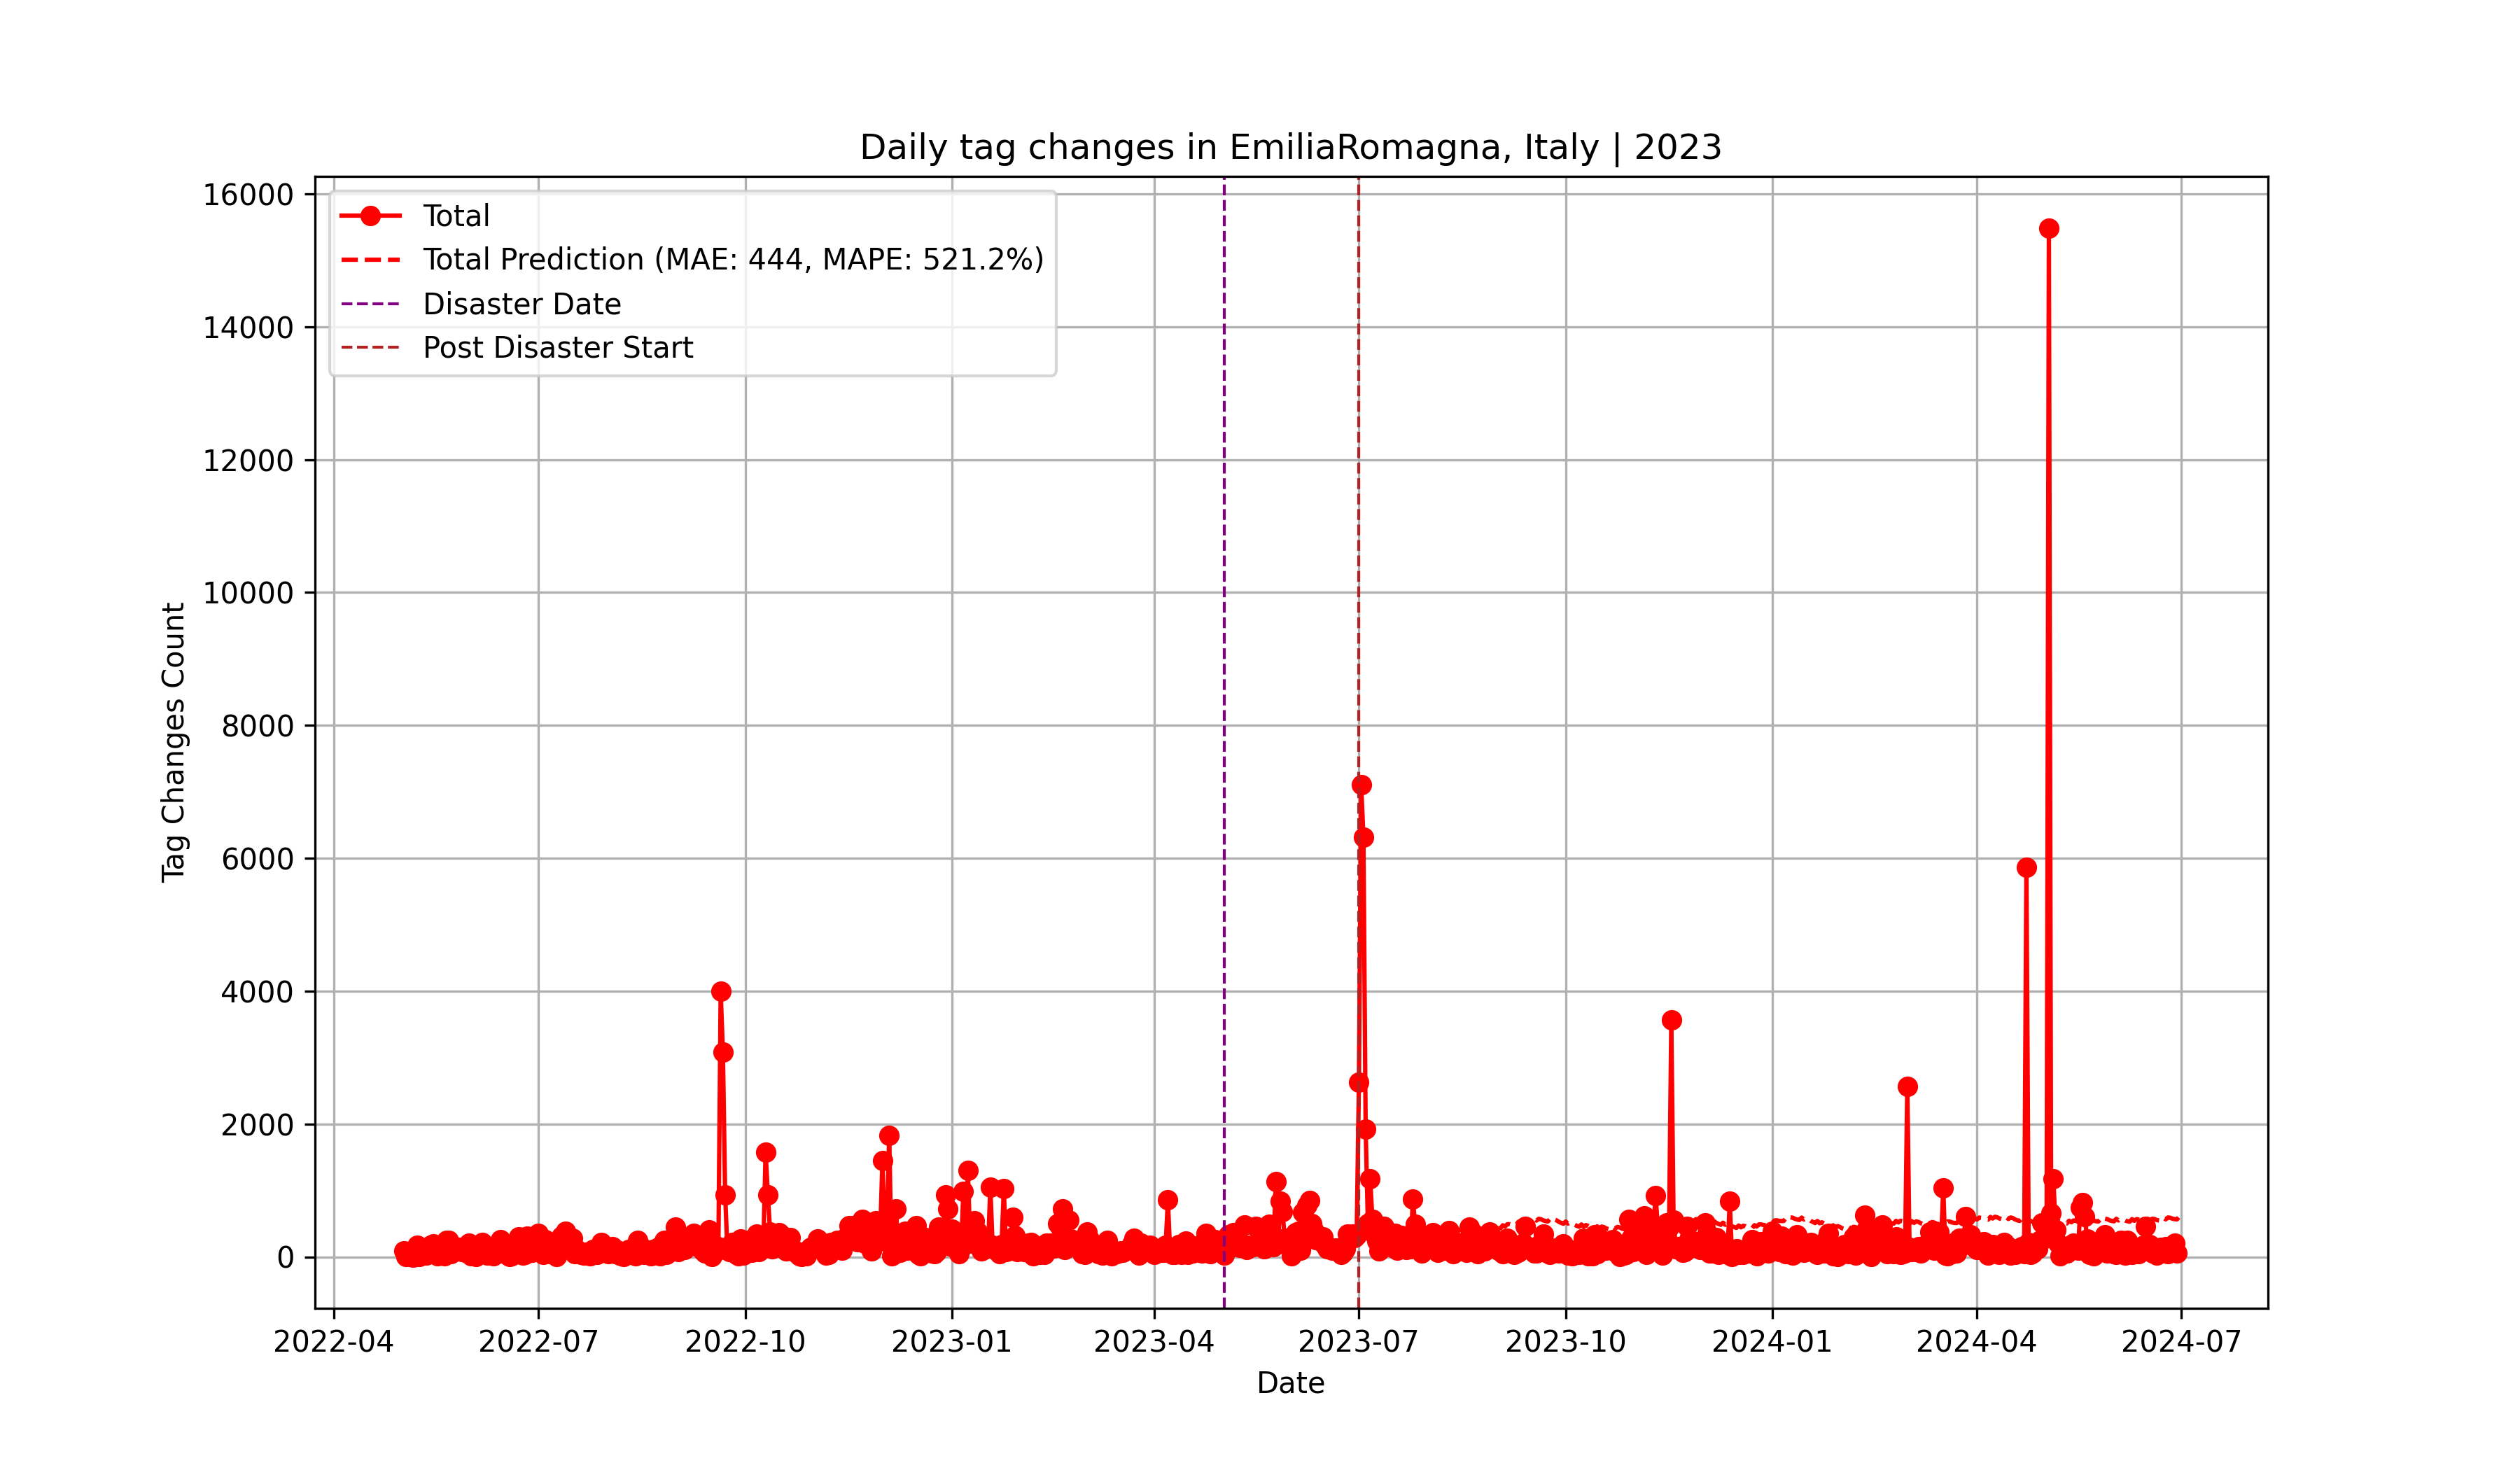 Daily tag changes in EmiliaRomagna, Italy | 2023
Total
Total Prediction (MAE: 444, MAPE: 521.2%)
Disaster Date
Post Disaster Start
16000
14000
12000
10000
8000
6000
4000
2000
0
Tag Changes Count
2022-04 2022-07 2022-10 2023-01 2023-04 2023-07 2023-10 2024-01 2024-04 2024-07
Date